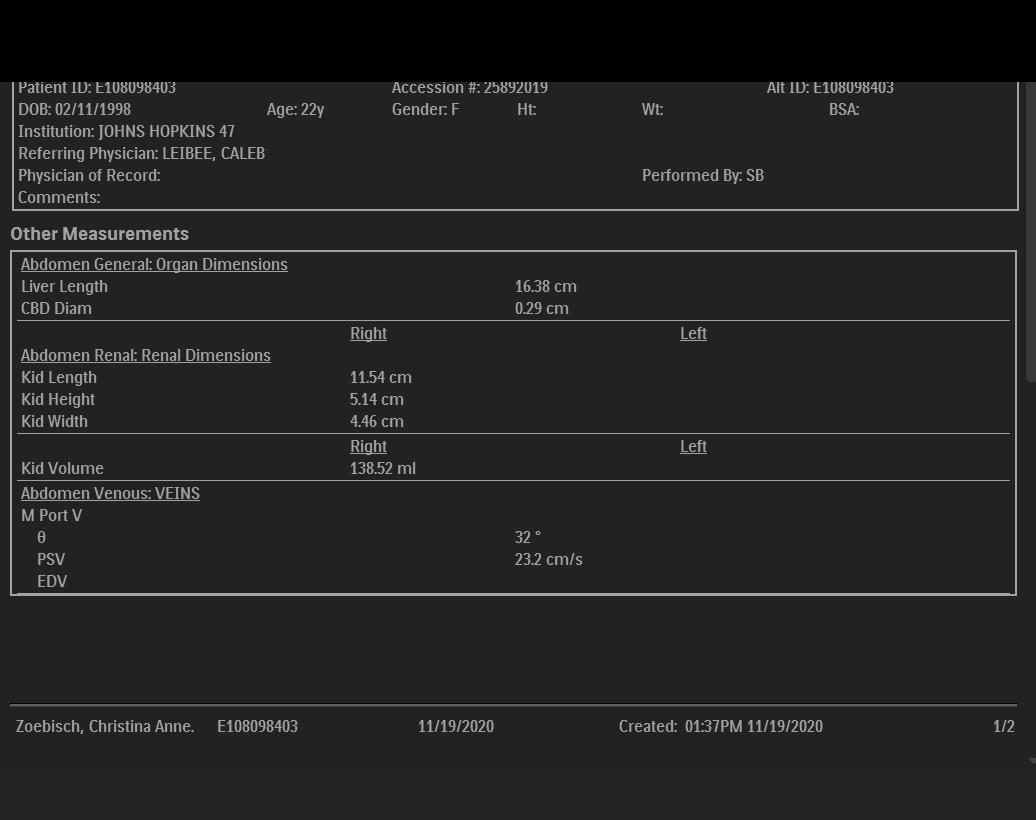 Patient ID: E108098403 Accession #: 25892019 Alt ID: E108098403
DOB: 02/11/1998 Age: 22y Gender: F Ht: Wt: BSA:
Institution: JOHNS HOPKINS 47
Referring Physician: LEIBEE, CALEB
Physician of Record: Performed By: SB
Comments:
Other Measurements
Abdomen General: Organ Dimensions
Liver Length 16.38 cm
CBD Diam 0.29 cm
Right Left
Abdomen Renal: Renal Dimensions
Kid Length 11.54 cm
Kid Height 5.14 cm
Kid Width 4.46 cm
Right Left
Kid Volume 138.52 ml
Abdomen Venous: VEINS
M Port V
θ 32 °
PSV 23.2 cm/s
EDV
Zoebisch, Christina Anne. E108098403 11/19/2020 Created: 01:37PM 11/19/2020 1/2